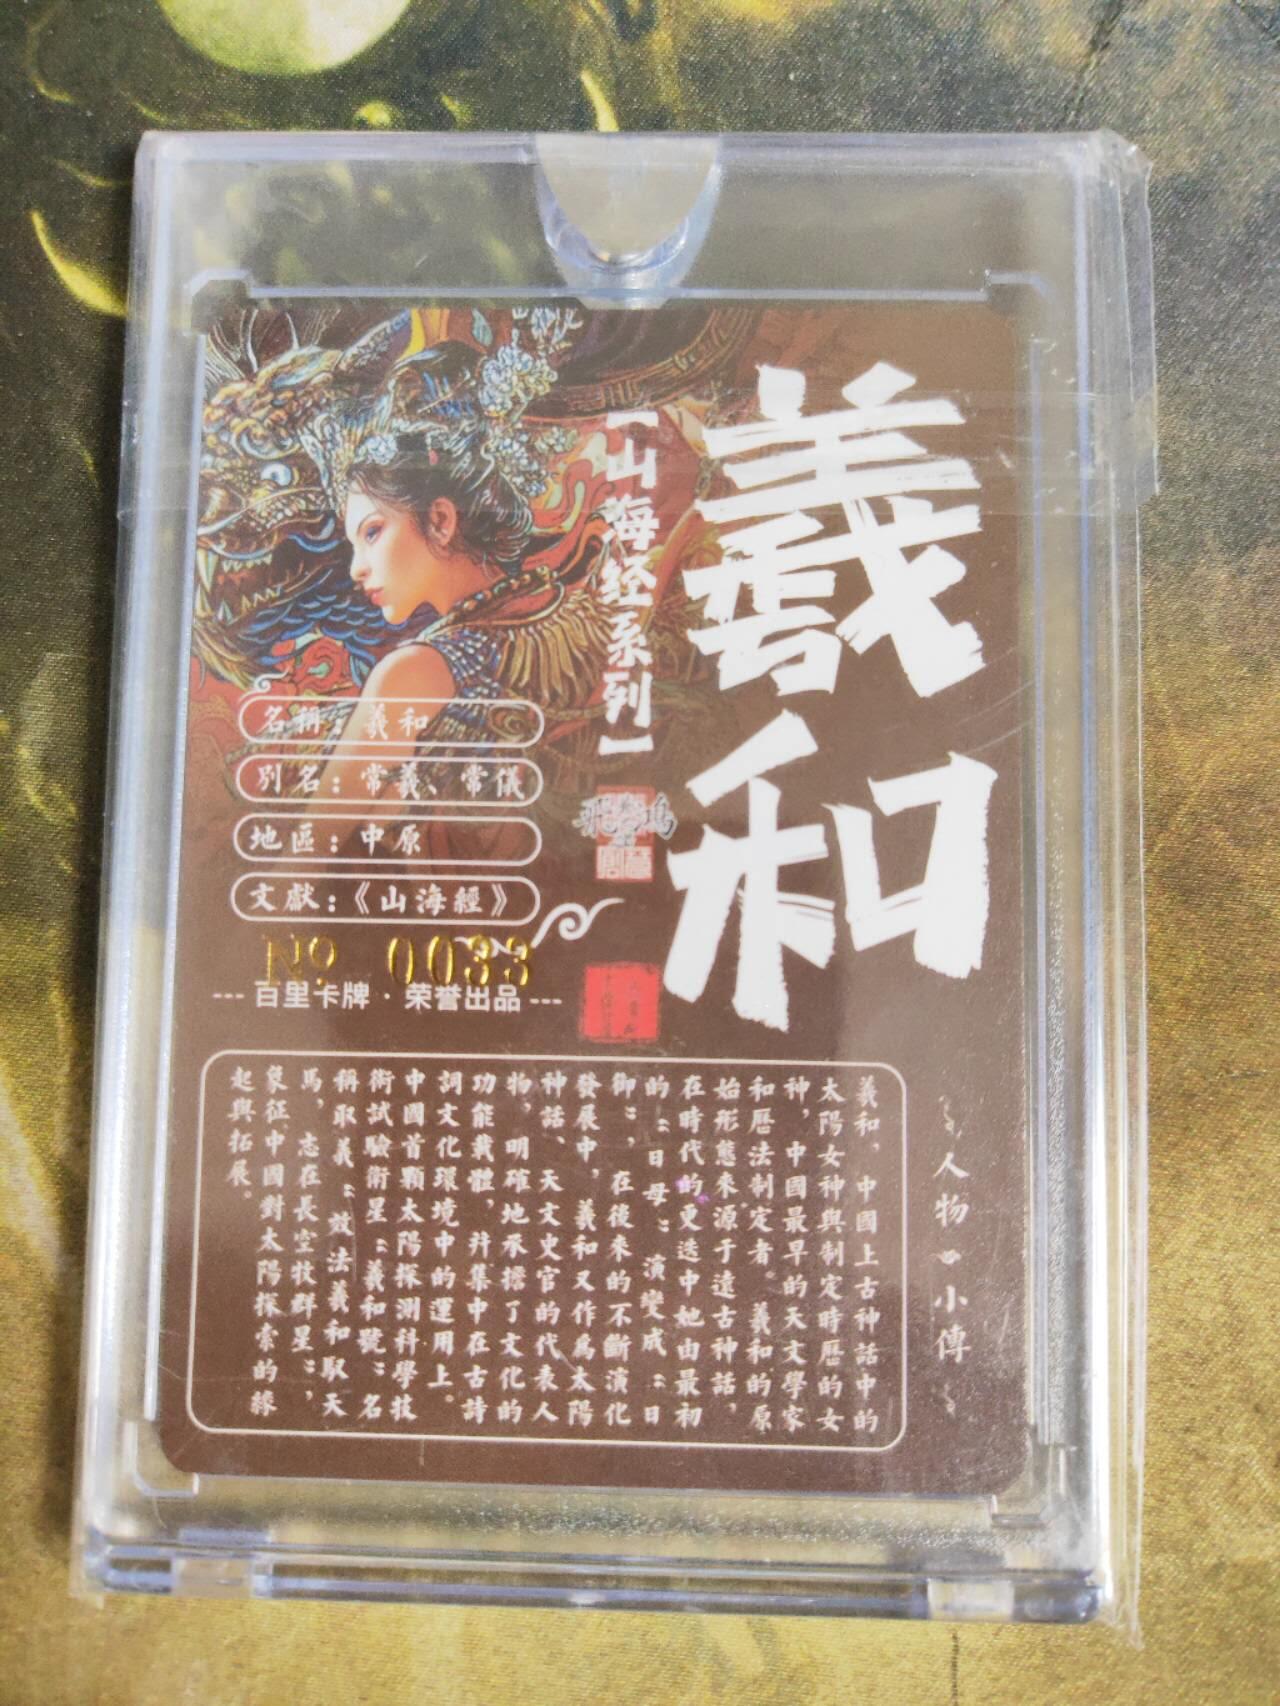 羲和
【山海经系列】
名稱：羲和
別名：常羲、常儀
地區：中原
文獻：《山海經》
Nº 0033
--- 百里卡牌 · 荣誉出品 ---
人物小傳
羲和，中國上古神話中的
太陽女神與制定時曆的女
神，中國最早的天文學家
和曆法制定者。羲和的原
始形態來源于遠古神話，
在時代的更迭中她由最初
的“日母”演變成“日
御”，在後來的不斷演化
發展中，羲和又作爲太陽
神話、天文史官的代表人
物，明確地承擔了文化的
功能載體，并集中在古詩
詞文化環境中的運用上。
中國首顆太陽探測科學技
術試驗衛星“羲和號”名
稱取義“效法羲和馭天
馬，志在長空牧群星”，
象征中國對太陽探索的緣
起與拓展。